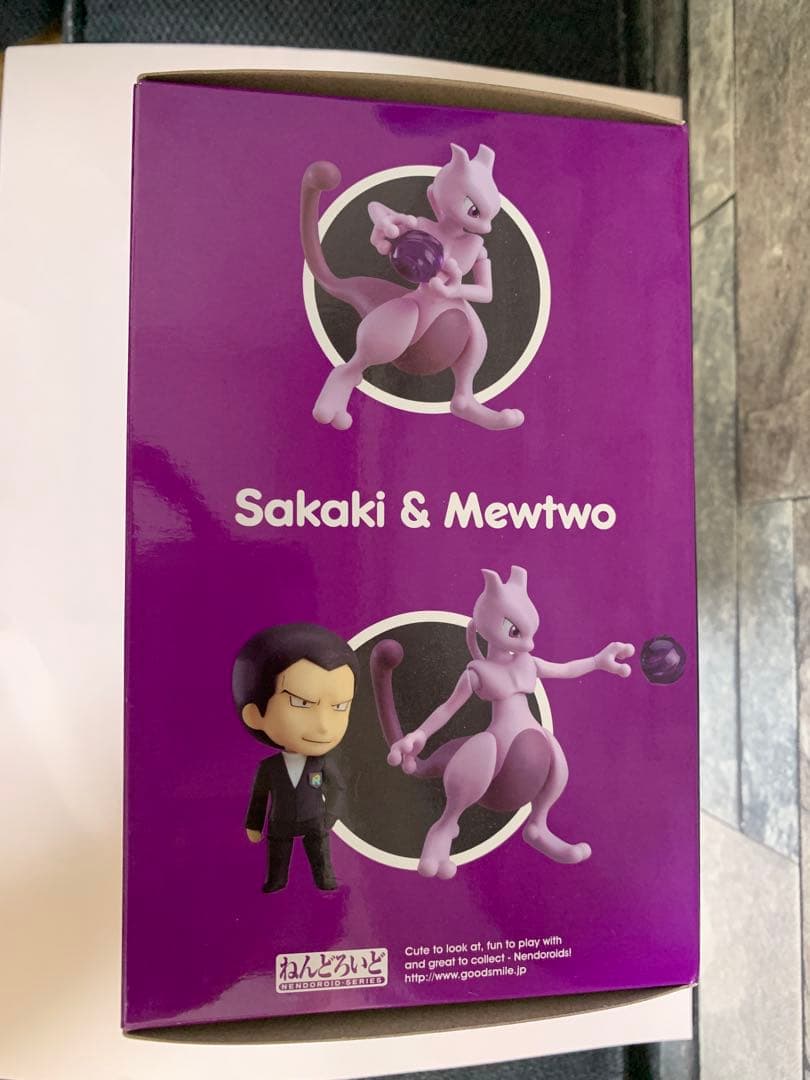 Sakaki & Mewtwo
R
ねんどろいど
NENDOROID-SERIES
Cute to look at, fun to play with
and great to collect - Nendoroids!
http://www.goodsmile.jp